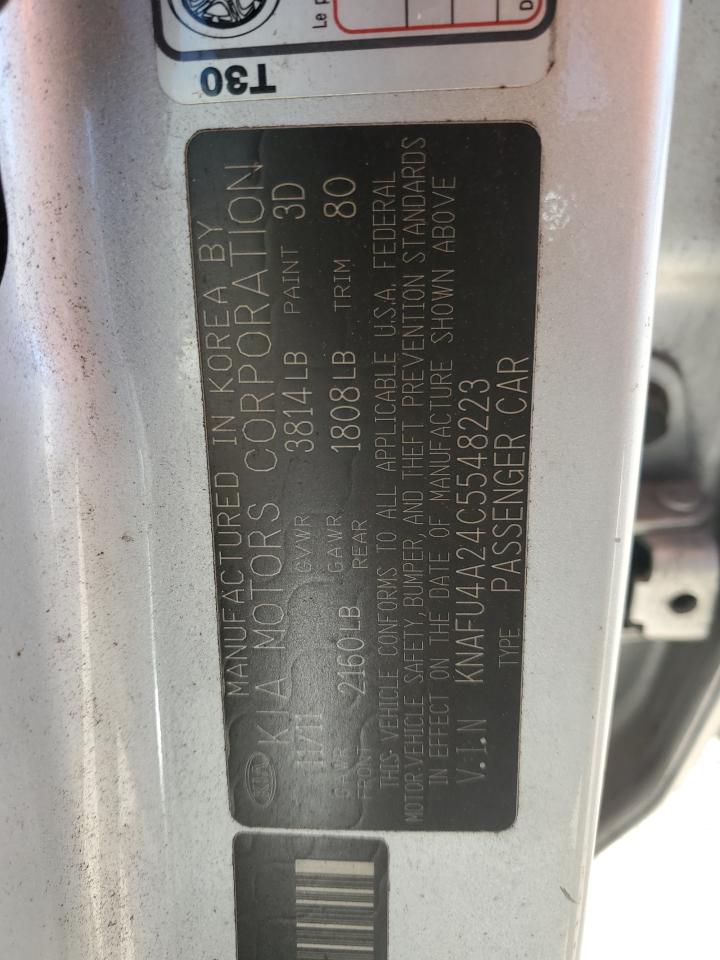 T30
Le p
D
KIA
MANUFACTURED IN KOREA BY
KIA MOTORS CORPORATION
11/11 GVWR 3814LB PAINT 3D
GAWR FRONT 2160LB GAWR REAR 1808LB TRIM 80
THIS VEHICLE CONFORMS TO ALL APPLICABLE U.S.A. FEDERAL
MOTOR VEHICLE SAFETY, BUMPER, AND THEFT PREVENTION STANDARDS
IN EFFECT ON THE DATE OF MANUFACTURE SHOWN ABOVE
V.I.N KNAFU4A24C5548223
TYPE PASSENGER CAR